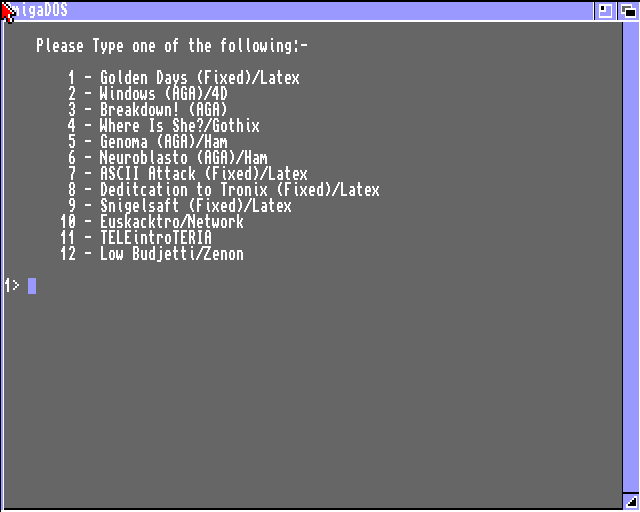 AmigaDOS
Please Type one of the following:-
1 - Golden Days (Fixed)/Latex
2 - Windows (AGA)/4D
3 - Breakdown! (AGA)
4 - Where Is She?/Gothix
5 - Genoma (AGA)/Ham
6 - Neuroblasto (AGA)/Ham
7 - ASCII Attack (Fixed)/Latex
8 - Deditcation to Tronix (Fixed)/Latex
9 - Snigelsaft (Fixed)/Latex
10 - Euskacktro/Network
11 - TELEintroTERIA
12 - Low Budjetti/Zenon
1>